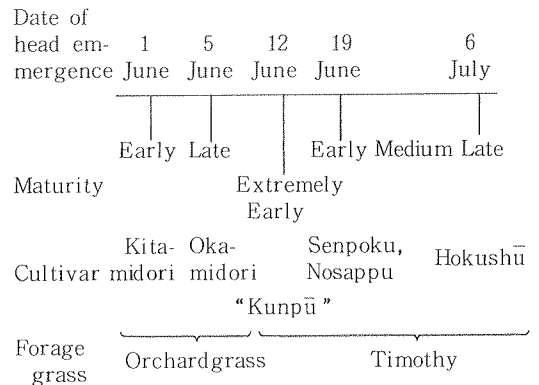 Date of
head em- 1 5 12 19 6
mergence June June June June July
Early Late Early Medium Late
Maturity Extremely
Early
Kita- Oka- Senpoku,
Cultivar midori midori Nosappu Hokushū
“Kunpū”
Forage Orchardgrass Timothy
grass